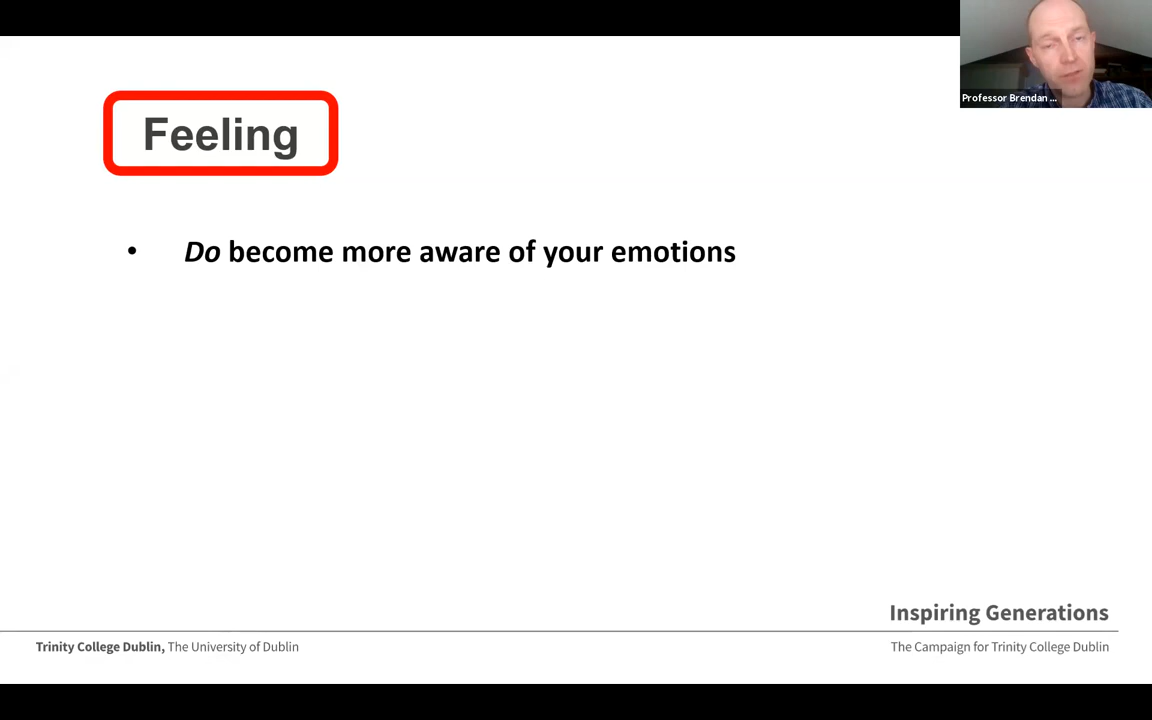 Professor Brendan ...
Feeling
• Do become more aware of your emotions
Inspiring Generations
Trinity College Dublin, The University of Dublin
The Campaign for Trinity College Dublin